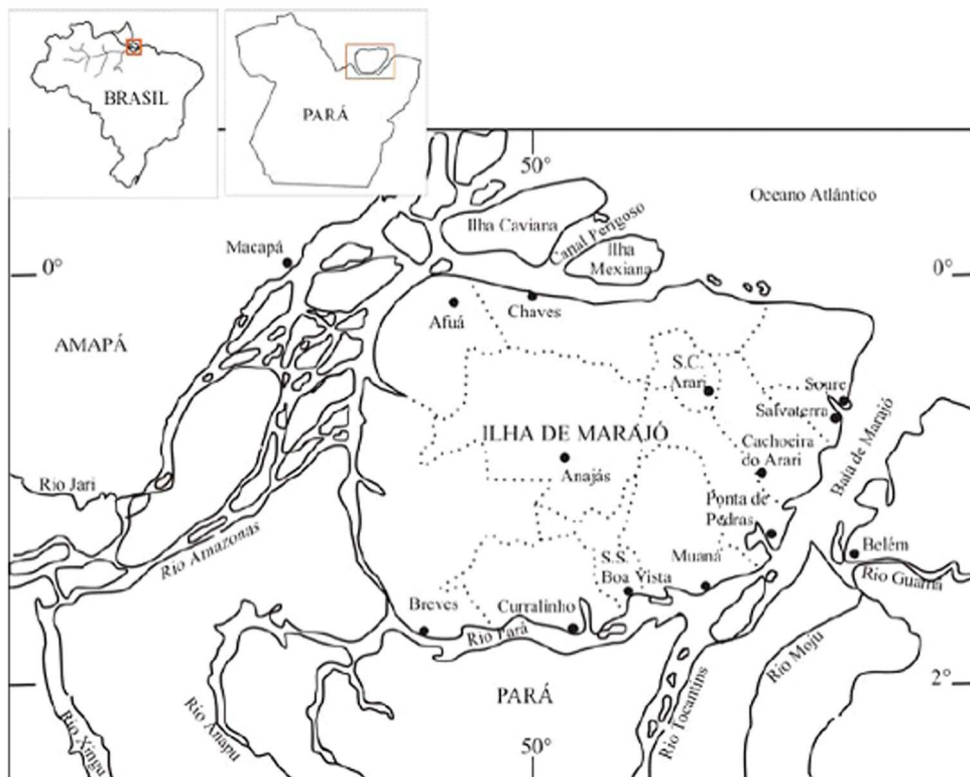 BRASIL
PARÁ
50°
Oceano Atlântico
Ilha Caviana
Canal Perigoso
Macapá
Ilha
Mexiana
0°
0°
Afuá
Chaves
AMAPÁ
S.C.
Arari
Soure
Salvaterra
ILHA DE MARAJÓ
Cachoeira
do Arari
Baía de Marajó
Anajás
Rio Jari
Ponta de
Pedras
Rio Amazonas
S.S.
Boa Vista
Muaná
Belém
Rio Guamá
Breves
Curralinho
Rio Pará
Rio Moju
PARÁ
2°
Rio Tocantins
Rio Anapu
Rio Xingu
50°